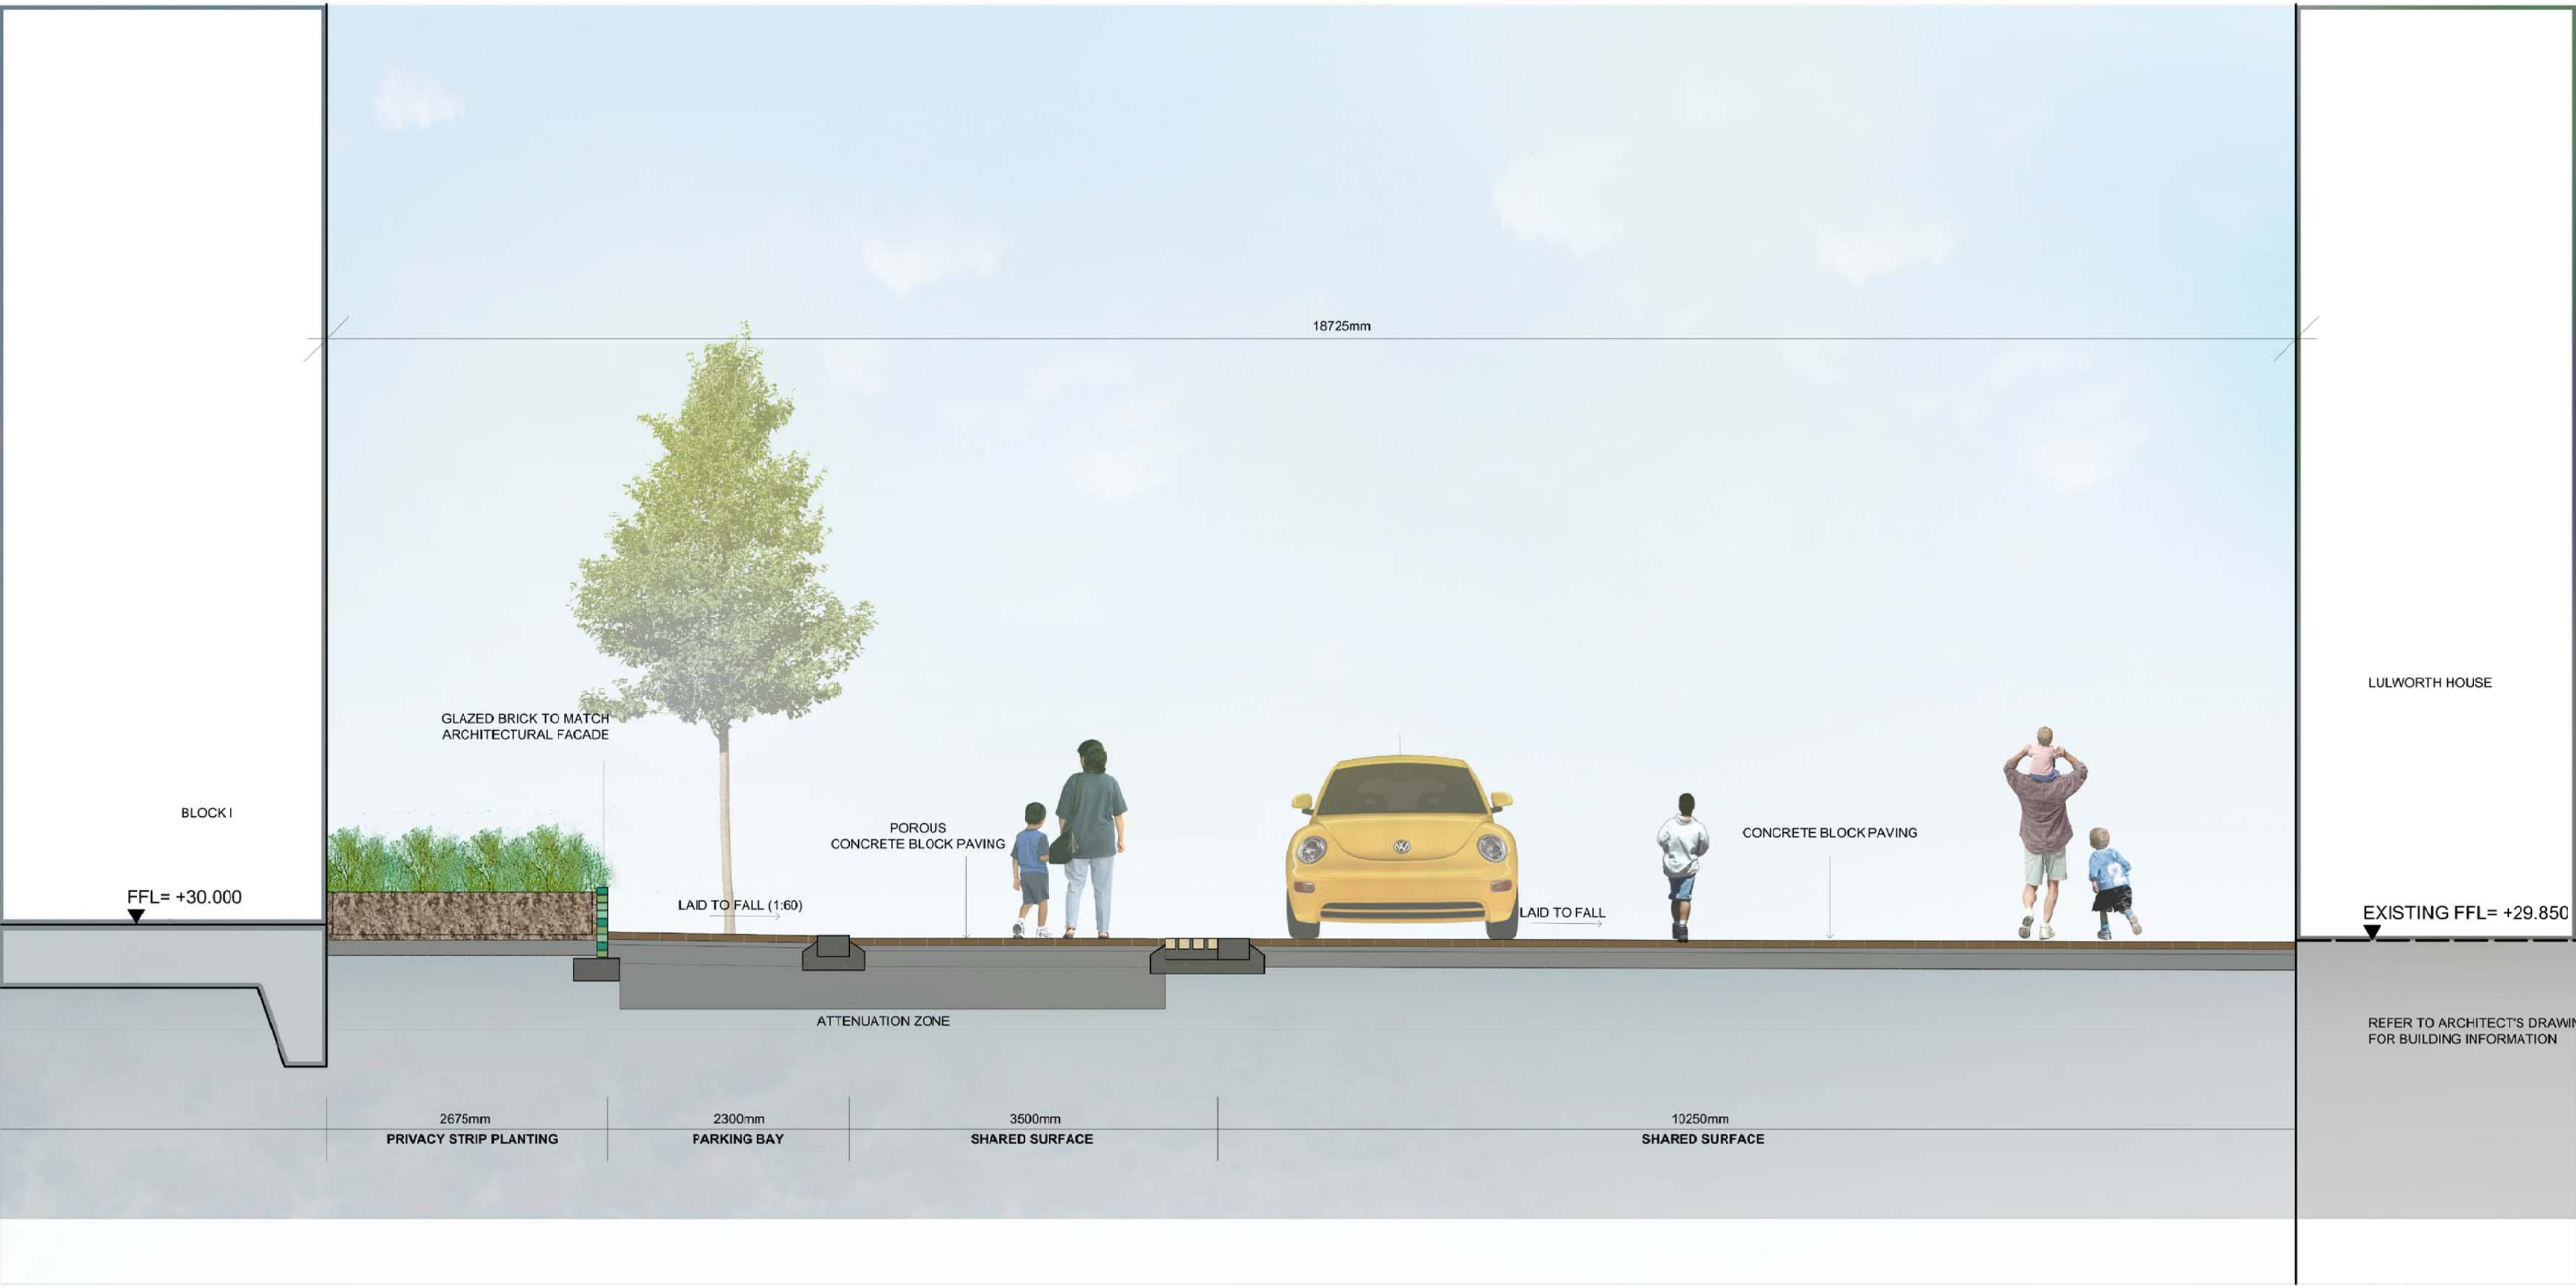 18725mm
LULWORTH HOUSE
GLAZED BRICK TO MATCH
ARCHITECTURAL FACADE
BLOCK I
POROUS
CONCRETE BLOCK PAVING
CONCRETE BLOCK PAVING
FFL= +30.000
LAID TO FALL (1:60)
LAID TO FALL
EXISTING FFL= +29.850
ATTENUATION ZONE
REFER TO ARCHITECT'S
FOR BUILDING INFORMATION
2675mm
PRIVACY STRIP PLANTING
2300mm
PARKING BAY
3500mm
SHARED SURFACE
10250mm
SHARED SURFACE